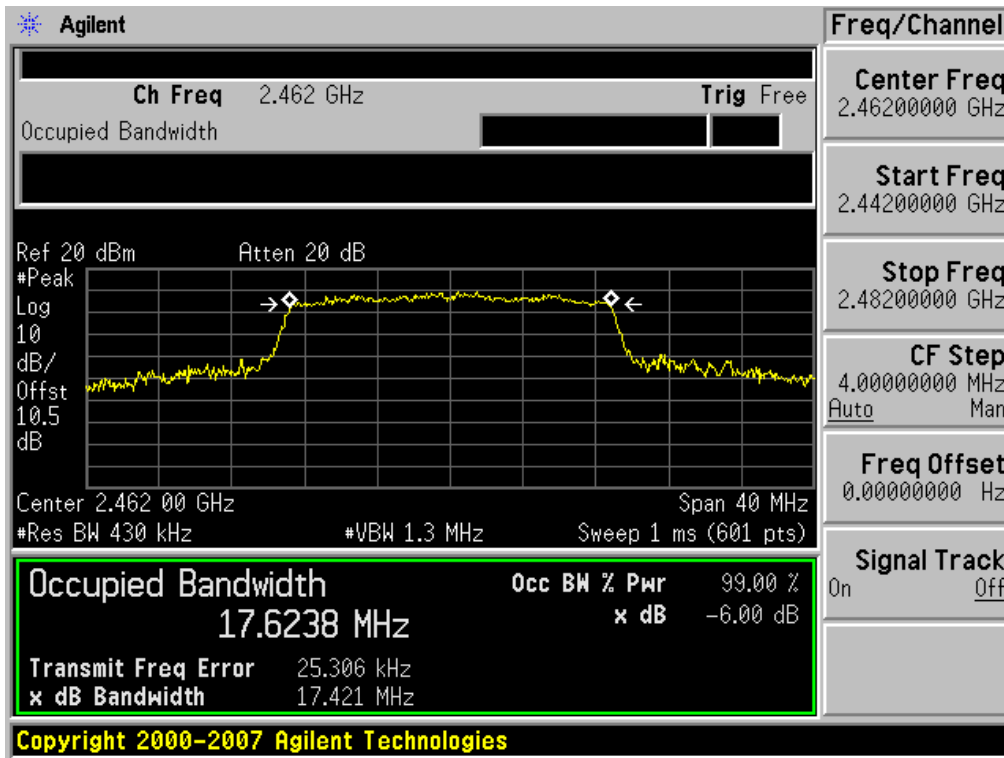 Agilent
Freq/Channel
Ch Freq 2.462 GHz Trig Free
Occupied Bandwidth
Center Freq
2.46200000 GHz
Start Freq
2.44200000 GHz
Stop Freq
2.48200000 GHz
CF Step
4.00000000 MHz
Auto Man
Freq Offset
0.00000000 Hz
Signal Track
On Off
Ref 20 dBm Atten 20 dB
#Peak
Log
10
dB/
Offst
10.5
dB
Center 2.462 00 GHz Span 40 MHz
#Res BW 430 kHz #VBW 1.3 MHz Sweep 1 ms (601 pts)
Occupied Bandwidth Occ BW % Pwr 99.00 %
17.6238 MHz x dB -6.00 dB
Transmit Freq Error 25.306 kHz
x dB Bandwidth 17.421 MHz
Copyright 2000-2007 Agilent Technologies